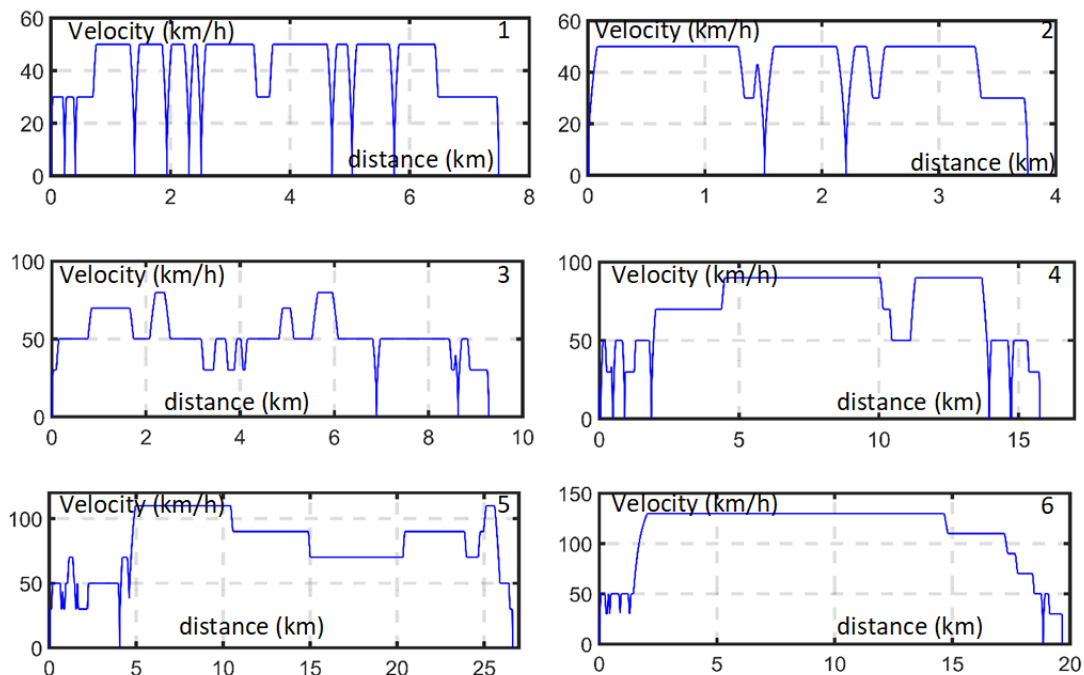 60
Velocity (km/h)
1
40
20
distance (km)
0
0 2 4 6 8
60
Velocity (km/h)
2
40
20
distance (km)
0
0 1 2 3 4
100
Velocity (km/h)
3
50
distance (km)
0
0 2 4 6 8 10
100
Velocity (km/h)
4
50
distance (km)
0
0 5 10 15
Velocity (km/h)
5
100
50
distance (km)
0
0 5 10 15 20 25
150
Velocity (km/h)
6
100
50
distance (km)
0
0 5 10 15 20